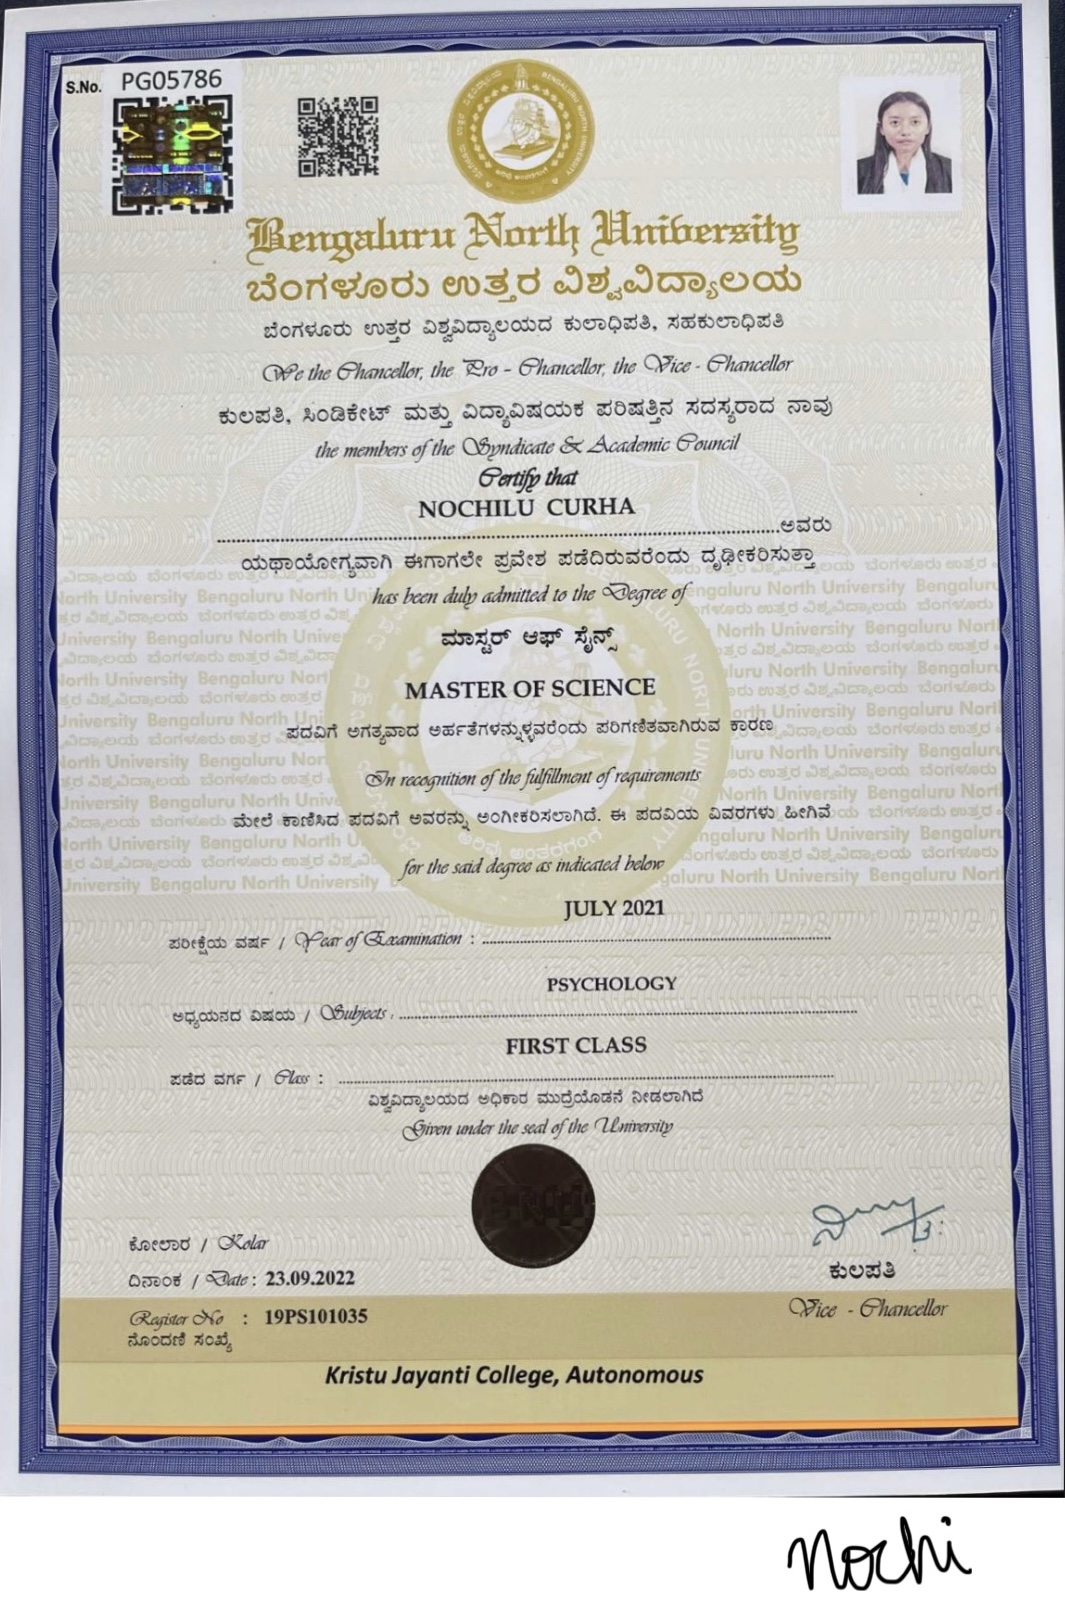 S.No. PG05786
Bengaluru North University
ಬೆಂಗಳೂರು ಉತ್ತರ ವಿಶ್ವವಿದ್ಯಾಲಯ
ಬೆಂಗಳೂರು ಉತ್ತರ ವಿಶ್ವವಿದ್ಯಾಲಯದ ಕುಲಾಧಿಪತಿ, ಸಹಕುಲಾಧಿಪತಿ
We the Chancellor, the Pro - Chancellor, the Vice - Chancellor
ಕುಲಪತಿ, ಸಿಂಡಿಕೇಟ್ ಮತ್ತು ವಿದ್ಯಾವಿಷಯಕ ಪರಿಷತ್ತಿನ ಸದಸ್ಯರಾದ ನಾವು
the members of the Syndicate & Academic Council
Certify that
NOCHILU CURHA
ಅವರು
ಯಥಾಯೋಗ್ಯವಾಗಿ ಈಗಾಗಲೇ ಪ್ರವೇಶ ಪಡೆದಿರುವರೆಂದು ದೃಢೀಕರಿಸುತ್ತಾ
has been duly admitted to the Degree of
ಮಾಸ್ಟರ್ ಆಫ್ ಸೈನ್ಸ್
MASTER OF SCIENCE
ಪದವಿಗೆ ಅಗತ್ಯವಾದ ಅರ್ಹತೆಗಳನ್ನುಳ್ಳವರೆಂದು ಪರಿಗಣಿತವಾಗಿರುವ ಕಾರಣ
In recognition of the fulfillment of requirements
ಮೇಲೆ ಕಾಣಿಸಿದ ಪದವಿಗೆ ಅವರನ್ನು ಅಂಗೀಕರಿಸಲಾಗಿದೆ. ಈ ಪದವಿಯ ವಿವರಗಳು ಹೀಗಿವೆ
for the said degree as indicated below
JULY 2021
ಪರೀಕ್ಷೆಯ ವರ್ಷ / Year of Examination :
PSYCHOLOGY
ಅಧ್ಯಯನದ ವಿಷಯ / Subjects :
FIRST CLASS
ಪಡೆದ ವರ್ಗ / Class :
ವಿಶ್ವವಿದ್ಯಾಲಯದ ಅಧಿಕಾರ ಮುದ್ರೆಯೊಡನೆ ನೀಡಲಾಗಿದೆ
Given under the seal of the University
ಕೋಲಾರ / Kolar
ದಿನಾಂಕ / Date : 23.09.2022
ಕುಲಪತಿ
Vice - Chancellor
Register No : 19PS101035
ನೊಂದಣಿ ಸಂಖ್ಯೆ
Kristu Jayanti College, Autonomous
Nochi